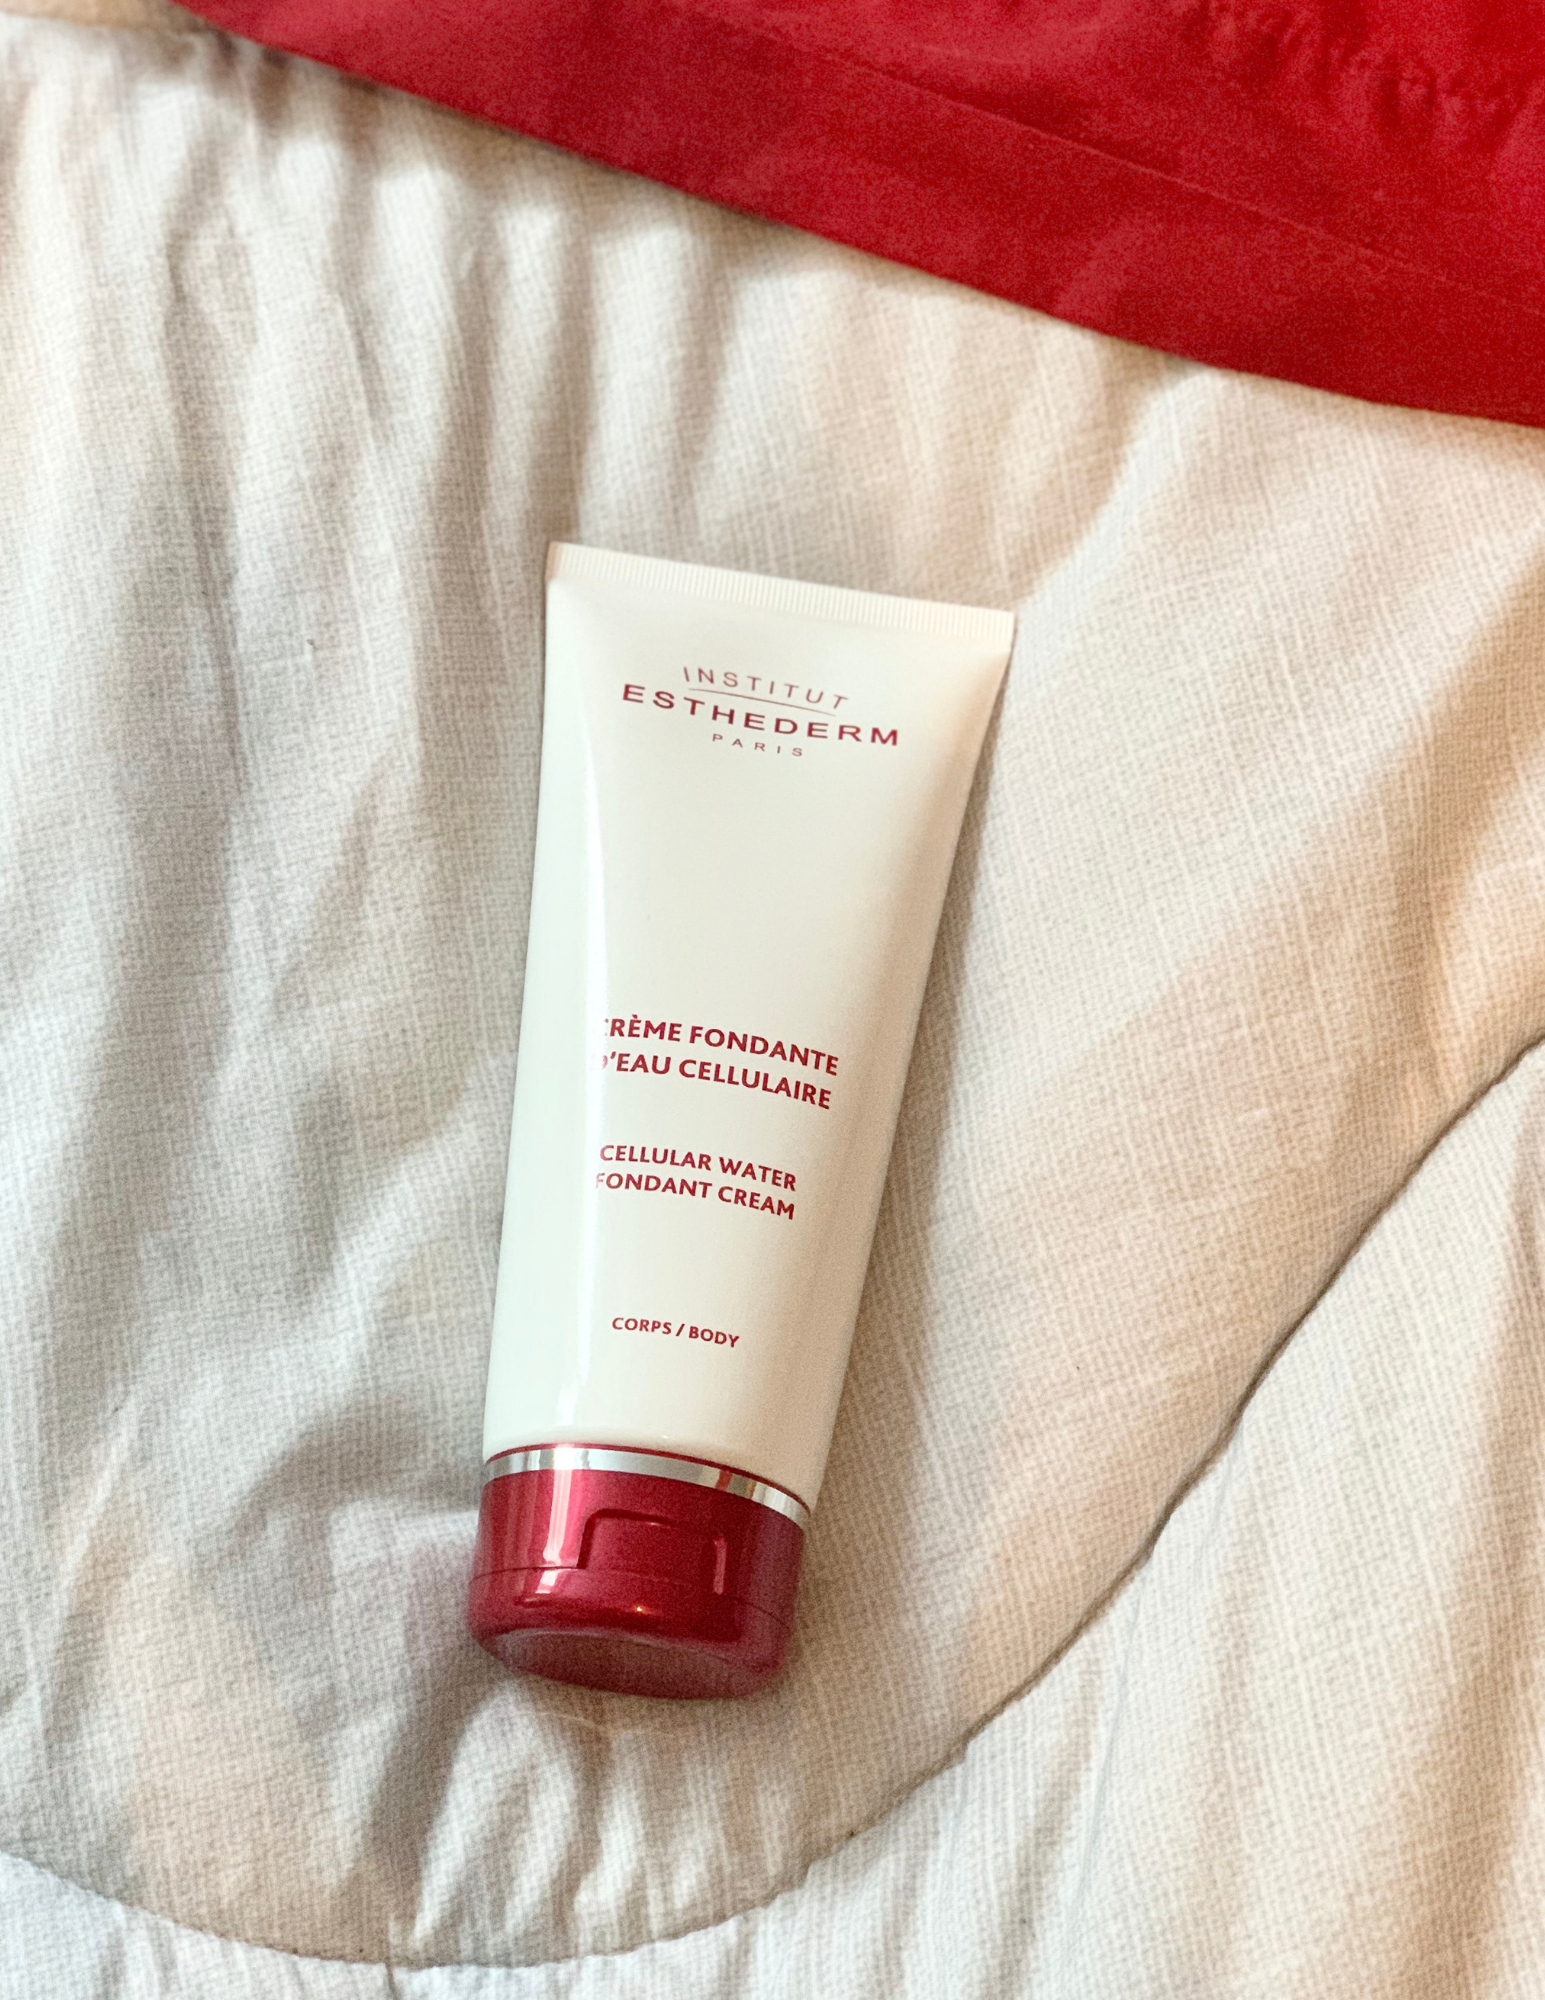 INSTITUT
ESTHEDERM
PARIS
CRÈME FONDANTE
D'EAU CELLULAIRE
CELLULAR WATER
FONDANT CREAM
CORPS / BODY